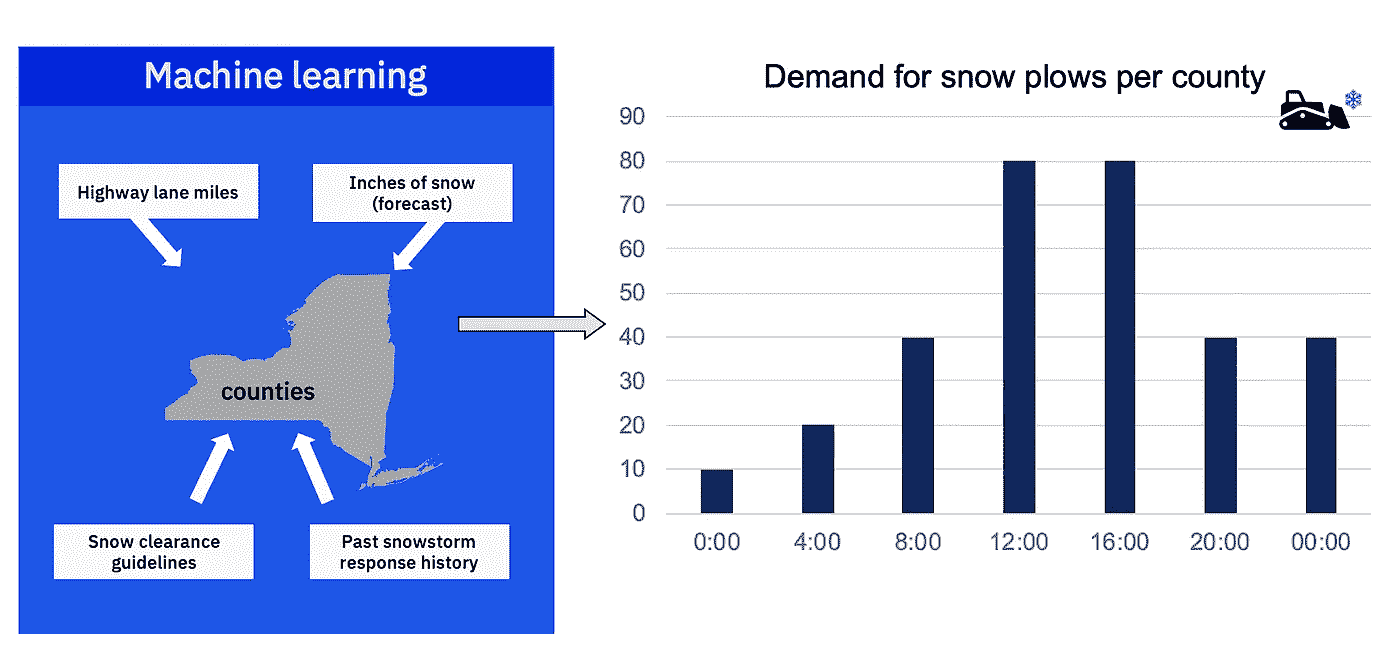 Machine learning
Highway lane miles
Inches of snow
(forecast)
counties
Snow clearance
guidelines
Past snowstorm
response history
Demand for snow plows per county
90
80
70
60
50
40
30
20
10
0
0:00 4:00 8:00 12:00 16:00 20:00 00:00